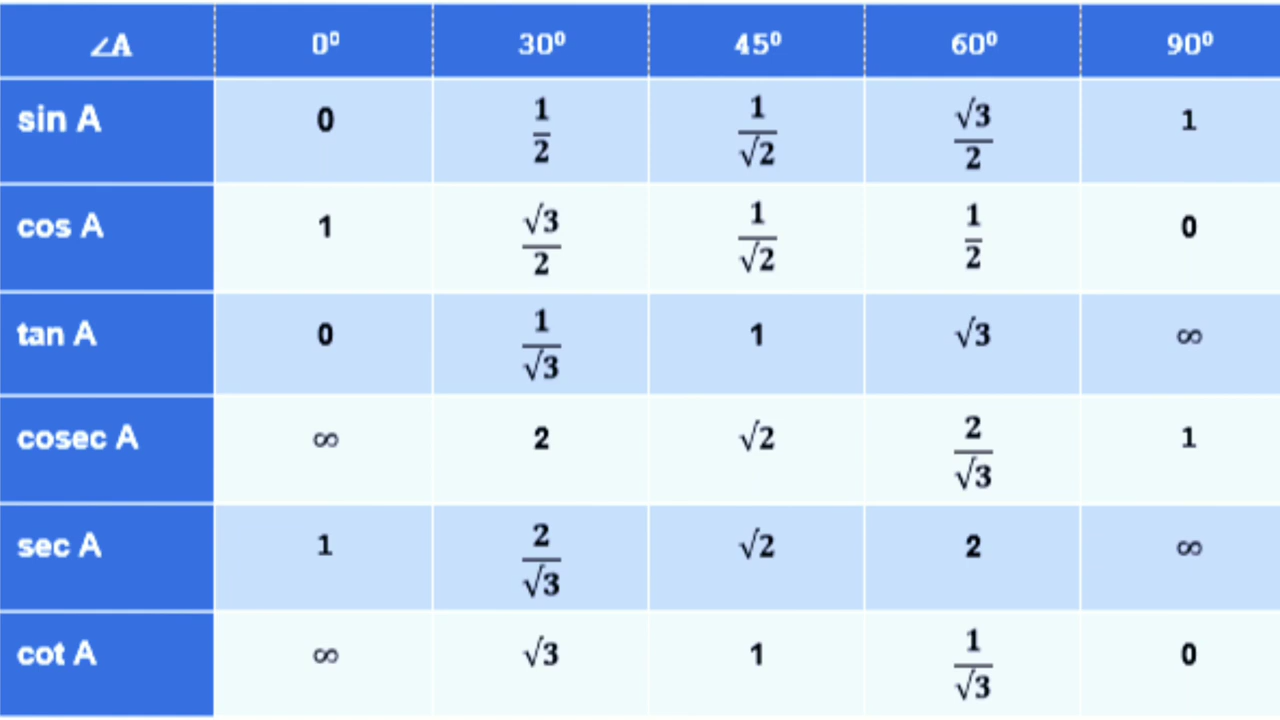 ∠A 0⁰ 30⁰ 45⁰ 60⁰ 90⁰
sin A 0 1/2 1/√2 √3/2 1
cos A 1 √3/2 1/√2 1/2 0
tan A 0 1/√3 1 √3 ∞
cosec A ∞ 2 √2 2/√3 1
sec A 1 2/√3 √2 2 ∞
cot A ∞ √3 1 1/√3 0